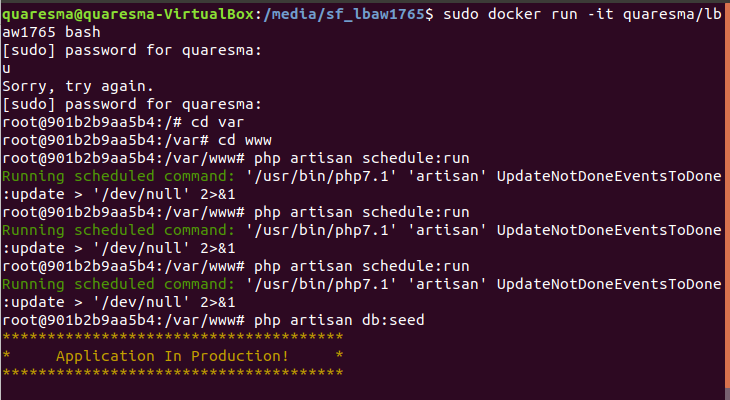 quaresma@quaresma-VirtualBox:/media/sf_lbaw1765$ sudo docker run -it quaresma/lb
aw1765 bash
[sudo] password for quaresma:
u
Sorry, try again.
[sudo] password for quaresma:
root@901b2b9aa5b4:/# cd var
root@901b2b9aa5b4:/var# cd www
root@901b2b9aa5b4:/var/www# php artisan schedule:run
Running scheduled command: '/usr/bin/php7.1' 'artisan' UpdateNotDoneEventsToDone
:update > '/dev/null' 2>&1
root@901b2b9aa5b4:/var/www# php artisan schedule:run
Running scheduled command: '/usr/bin/php7.1' 'artisan' UpdateNotDoneEventsToDone
:update > '/dev/null' 2>&1
root@901b2b9aa5b4:/var/www# php artisan schedule:run
Running scheduled command: '/usr/bin/php7.1' 'artisan' UpdateNotDoneEventsToDone
:update > '/dev/null' 2>&1
root@901b2b9aa5b4:/var/www# php artisan db:seed
**************************************
*     Application In Production!     *
**************************************